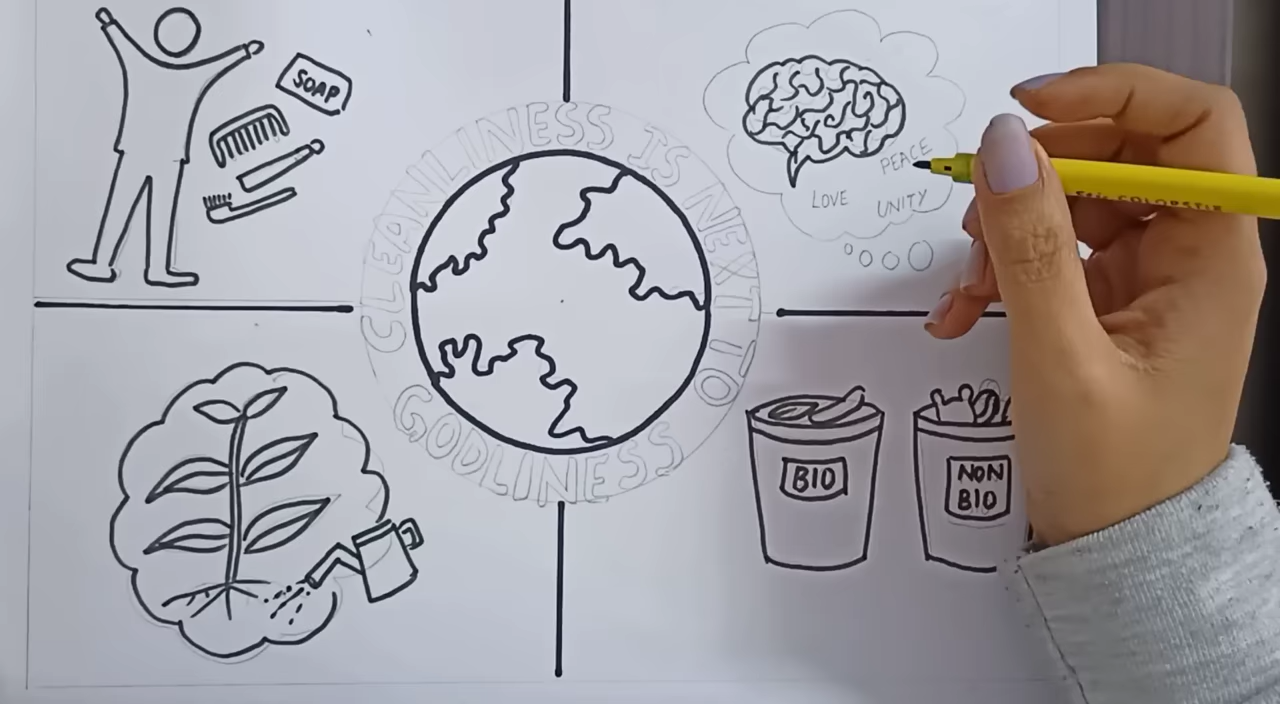 SOAP
CLEANLINESS IS NEXT TO
GODLINESS
PEACE
LOVE
UNITY
BIO
NON
BIO